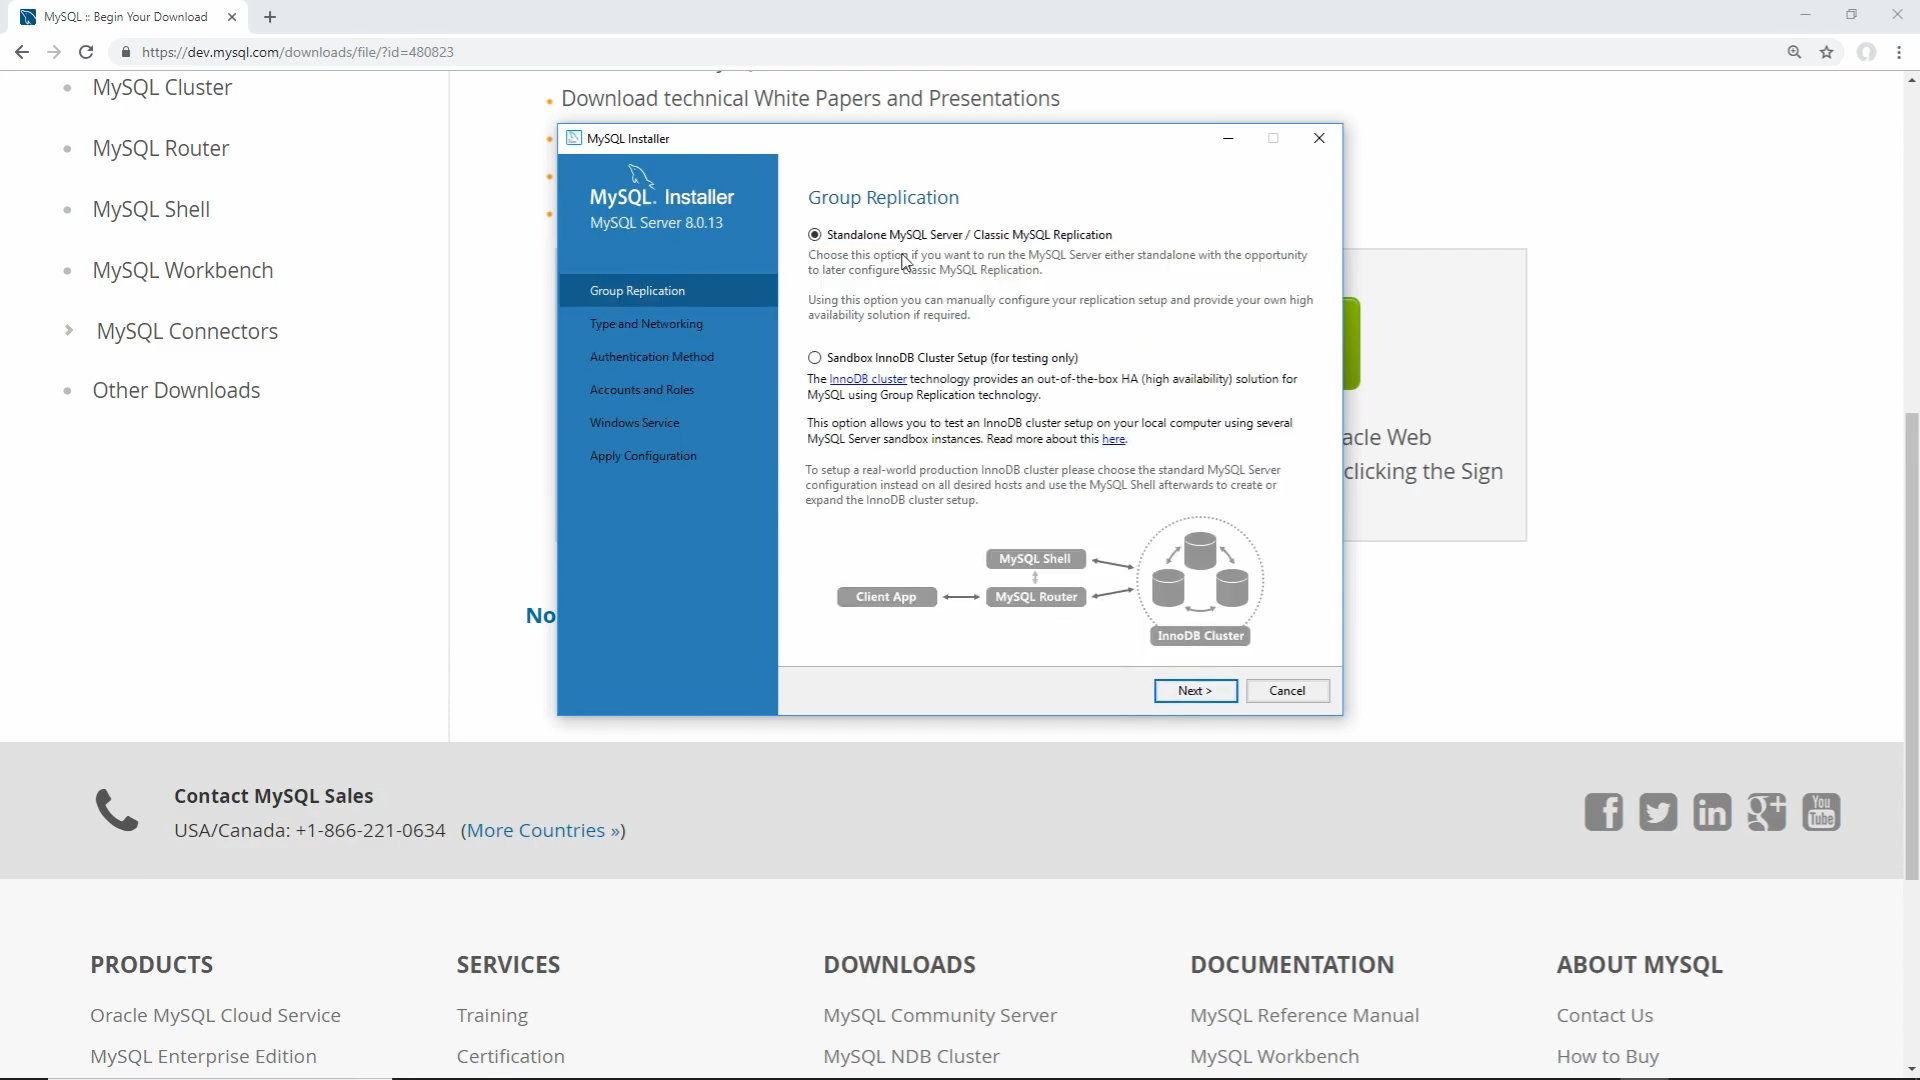 MySQL :: Begin Your Download
https://dev.mysql.com/downloads/file/?id=480823
MySQL Cluster
MySQL Router
MySQL Shell
MySQL Workbench
MySQL Connectors
Other Downloads
Download technical White Papers and Presentations
MySQL Installer
MySQL. Installer
MySQL Server 8.0.13
Group Replication
Type and Networking
Authentication Method
Accounts and Roles
Windows Service
Apply Configuration
Group Replication
Standalone MySQL Server / Classic MySQL Replication
Choose this option if you want to run the MySQL Server either standalone with the opportunity
to later configure classic MySQL Replication.
Using this option you can manually configure your replication setup and provide your own high
availability solution if required.
Sandbox InnoDB Cluster Setup (for testing only)
The InnoDB cluster technology provides an out-of-the-box HA (high availability) solution for
MySQL using Group Replication technology.
This option allows you to test an InnoDB cluster setup on your local computer using several
MySQL Server sandbox instances. Read more about this here.
To setup a real-world production InnoDB cluster please choose the standard MySQL Server
configuration instead on all desired hosts and use the MySQL Shell afterwards to create or
expand the InnoDB cluster setup.
MySQL Shell
Client App
MySQL Router
InnoDB Cluster
Next >
Cancel
acle Web
clicking the Sign
No
Contact MySQL Sales
USA/Canada: +1-866-221-0634 (More Countries »)
f
in
g+
You
Tube
PRODUCTS
Oracle MySQL Cloud Service
MySQL Enterprise Edition
SERVICES
Training
Certification
DOWNLOADS
MySQL Community Server
MySQL NDB Cluster
DOCUMENTATION
MySQL Reference Manual
MySQL Workbench
ABOUT MYSQL
Contact Us
How to Buy